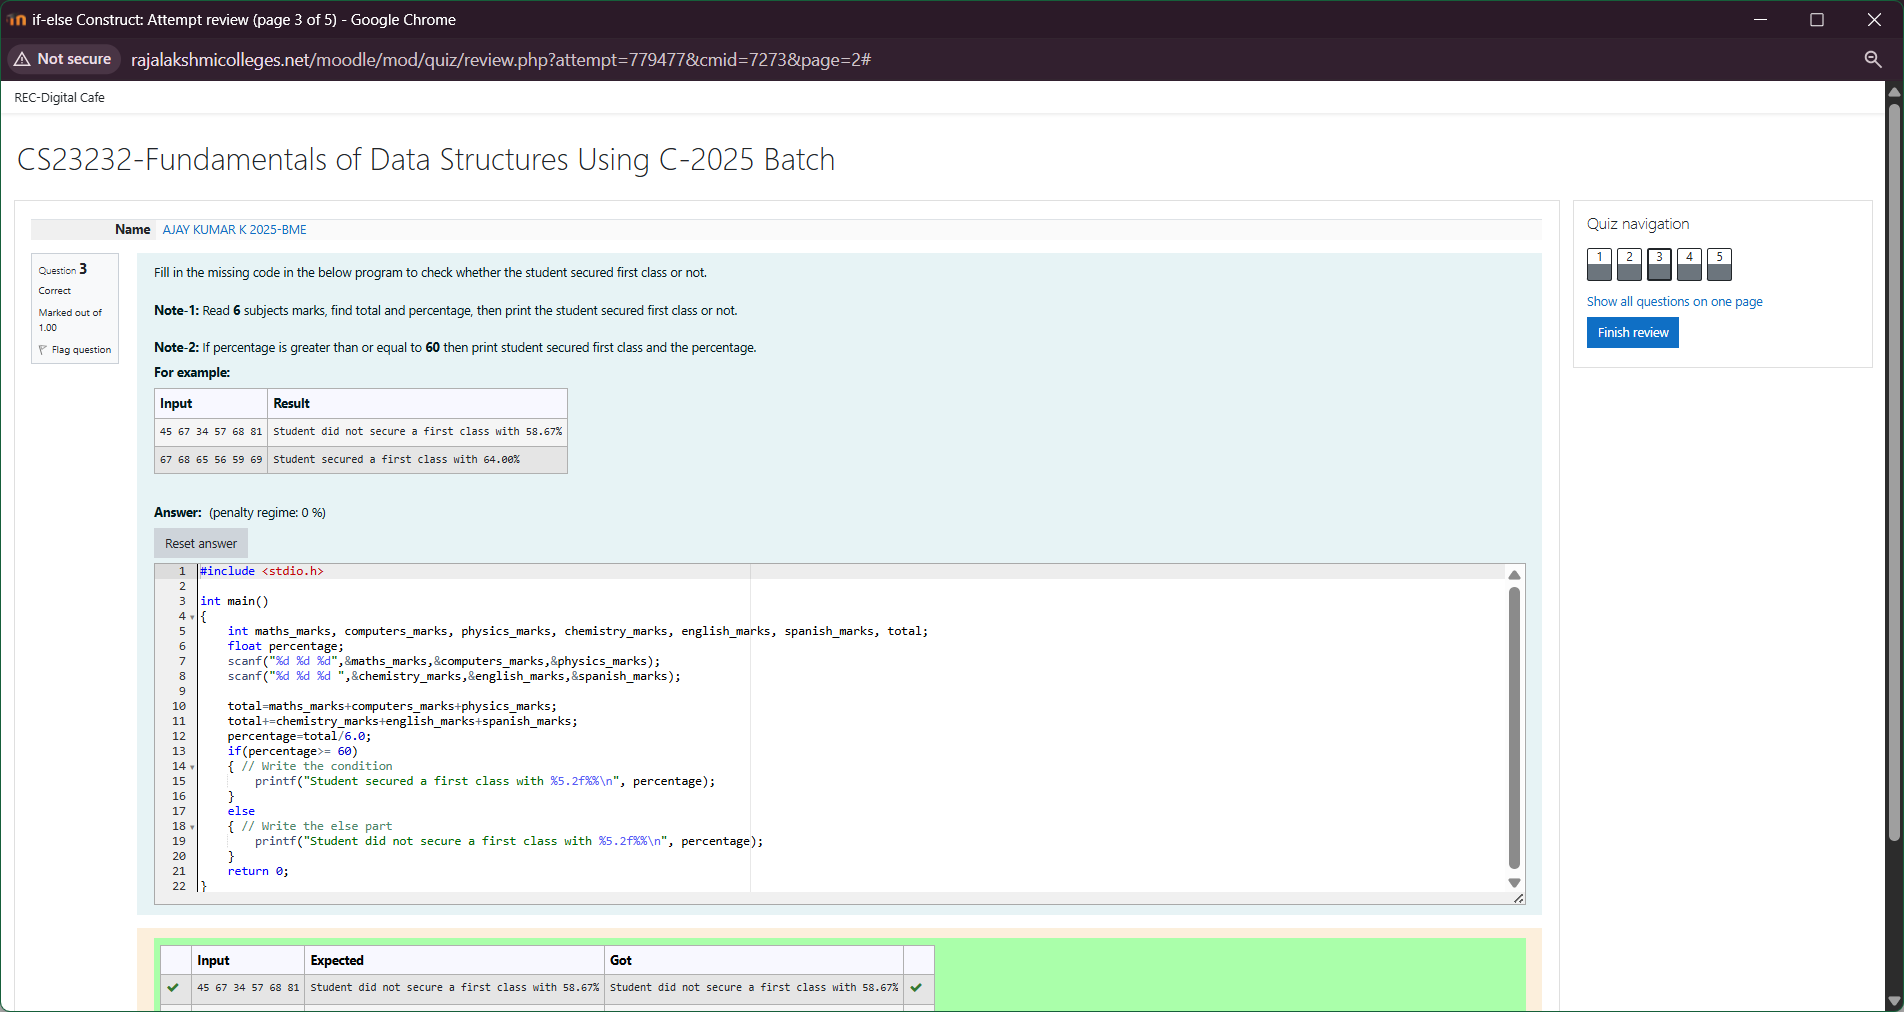 if-else Construct: Attempt review (page 3 of 5) - Google Chrome
Not secure rajalakshmicolleges.net/moodle/mod/quiz/review.php?attempt=779477&cmid=7273&page=2#
REC-Digital Cafe
CS23232-Fundamentals of Data Structures Using C-2025 Batch
Name AJAY KUMAR K 2025-BME
Question 3
Correct
Marked out of
1.00
Flag question
Fill in the missing code in the below program to check whether the student secured first class or not.
Note-1: Read 6 subjects marks, find total and percentage, then print the student secured first class or not.
Note-2: If percentage is greater than or equal to 60 then print student secured first class and the percentage.
For example:
Input Result
45 67 34 57 68 81 Student did not secure a first class with 58.67%
67 68 65 56 59 69 Student secured a first class with 64.00%
Answer: (penalty regime: 0 %)
Reset answer
1 #include <stdio.h>
2
3 int main()
4 {
5 int maths_marks, computers_marks, physics_marks, chemistry_marks, english_marks, spanish_marks, total;
6 float percentage;
7 scanf("%d %d %d",&maths_marks,&computers_marks,&physics_marks);
8 scanf("%d %d %d ",&chemistry_marks,&english_marks,&spanish_marks);
9
10 total=maths_marks+computers_marks+physics_marks;
11 total+=chemistry_marks+english_marks+spanish_marks;
12 percentage=total/6.0;
13 if(percentage>= 60)
14 { // Write the condition
15 printf("Student secured a first class with %5.2f%%\n", percentage);
16 }
17 else
18 { // Write the else part
19 printf("Student did not secure a first class with %5.2f%%\n", percentage);
20 }
21 return 0;
22 }
Input Expected Got
45 67 34 57 68 81 Student did not secure a first class with 58.67% Student did not secure a first class with 58.67%
Quiz navigation
1 2 3 4 5
Show all questions on one page
Finish review